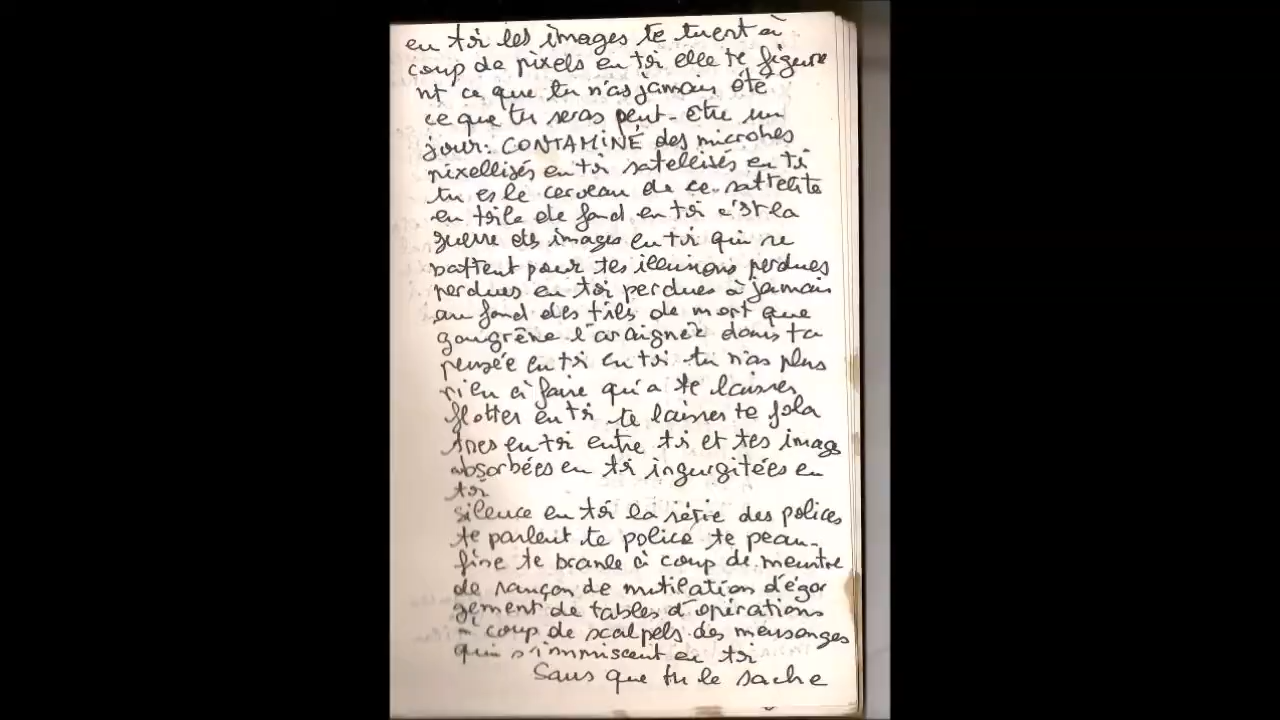 en toi les images te tuent à
coup de pixels en toi elle te figure
nt ce que tu n'as jamais été
ce que tu seras peut-être un
jour: CONTAMINÉ des microbes
pixellisés en toi satellisés en toi
tu es le cerveau de ce sattelite
en toile de fond en toi c'est la
guerre des images en toi qui se
battent pour tes illusions perdues
perdues en toi perdues à jamais
au fond des fils de mort que
gangrène l'araignée dans ta
pensée en toi en toi tu n'as plus
rien à faire qu'a te laisser
flotter en toi te laisser te fola
trer en toi entre toi et tes images
absorbées en toi ingurgitées en
toi
silence en toi la série des polices
te parlent te police te peau-
fine te branle à coup de meurtre
de rançon de mutilation d'égor
gement de tables d'opérations
à coup de scalpels des mensonges
qui s'immiscent en toi
Sans que tu le sache